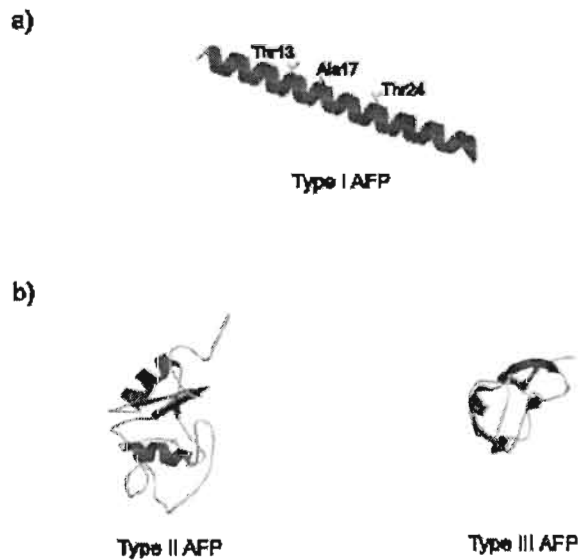 a)
Thr13
Ala17
Thr24
Type I AFP
b)
Type II AFP
Type III AFP